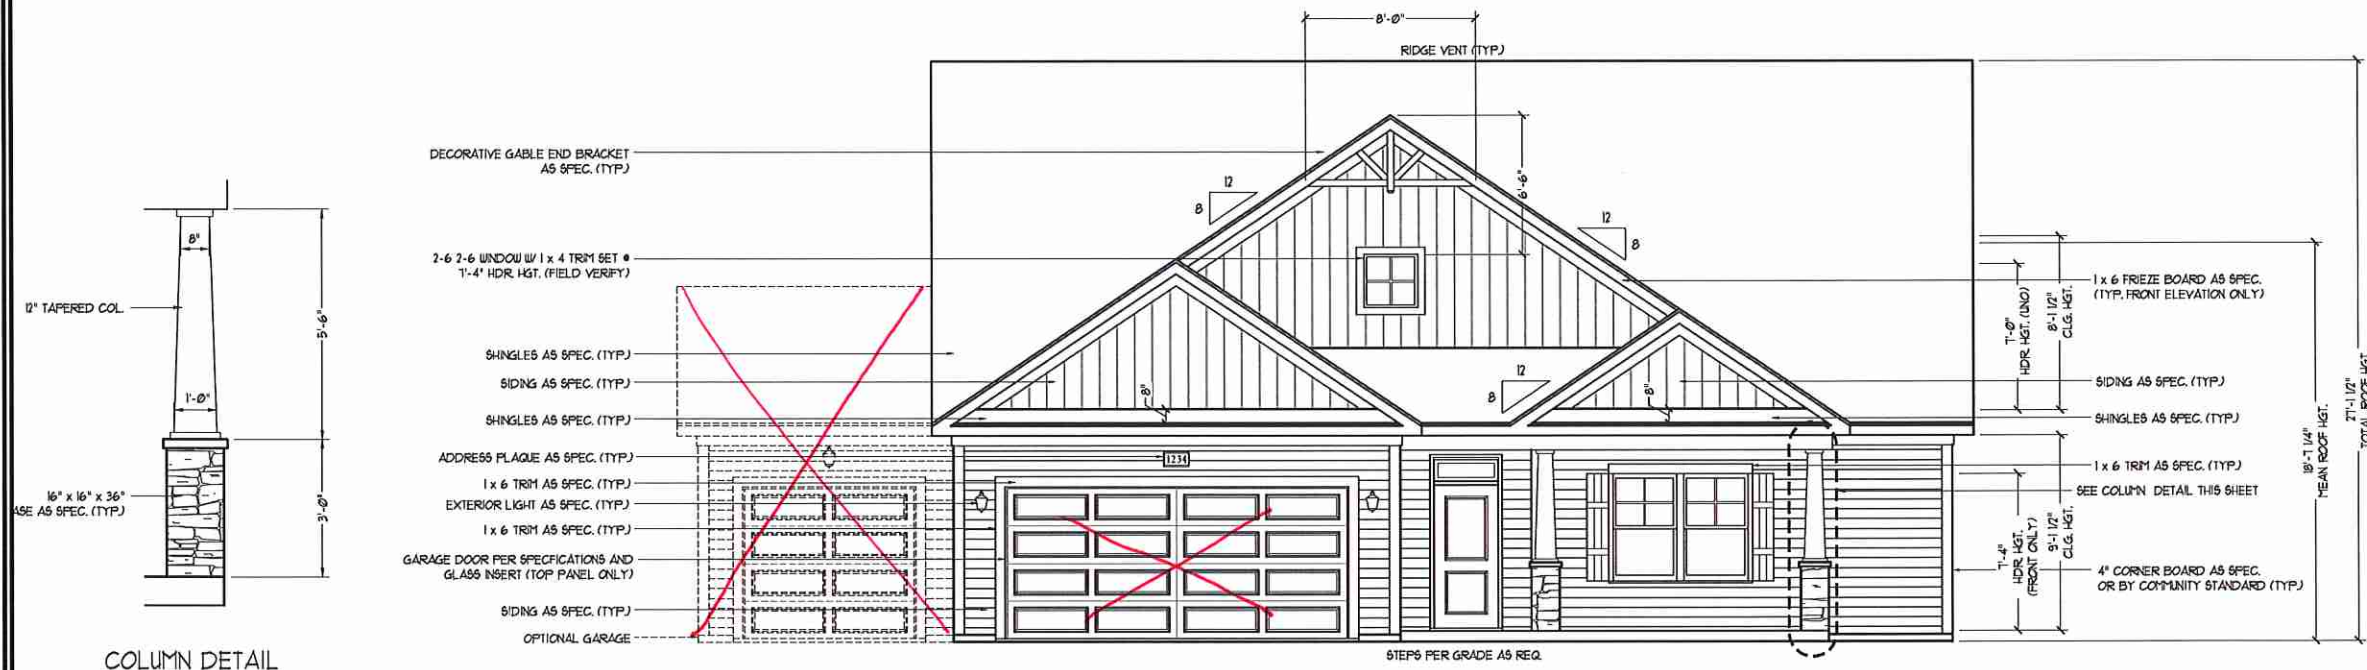 8'-0"
RIDGE VENT (TYP.)
DECORATIVE GABLE END BRACKET
AS SPEC. (TYP.)
12
8
6'-6"
12
8
2-6 2-6 WINDOW W/ 1 x 4 TRIM SET @
7'-4" HDR. HGT. (FIELD VERIFY)
8"
12" TAPERED COL.
5'-6"
1'-0"
16" x 16" x 36"
ASE AS SPEC. (TYP.)
3'-0"
COLUMN DETAIL
SHINGLES AS SPEC. (TYP.)
SIDING AS SPEC. (TYP.)
SHINGLES AS SPEC. (TYP.)
ADDRESS PLAQUE AS SPEC. (TYP.)
1 x 6 TRIM AS SPEC. (TYP.)
EXTERIOR LIGHT AS SPEC. (TYP.)
1 x 6 TRIM AS SPEC. (TYP.)
GARAGE DOOR PER SPECIFICATIONS AND
GLASS INSERT (TOP PANEL ONLY)
SIDING AS SPEC. (TYP.)
OPTIONAL GARAGE
8"
12
8
8"
1234
1 x 6 FRIEZE BOARD AS SPEC.
(TYP. FRONT ELEVATION ONLY)
SIDING AS SPEC. (TYP.)
SHINGLES AS SPEC. (TYP.)
1 x 6 TRIM AS SPEC. (TYP.)
SEE COLUMN DETAIL THIS SHEET
4" CORNER BOARD AS SPEC.
OR BY COMMUNITY STANDARD (TYP.)
7'-0"
HDR. HGT. (UNO)
8'-1 1/2"
CLG. HGT.
7'-4"
HDR. HGT.
(FRONT ONLY)
9'-1 1/2"
CLG. HGT.
18'-7 1/4"
MEAN ROOF HGT.
27'-1 1/2"
TOTAL ROOF HGT.
STEPS PER GRADE AS REQ.